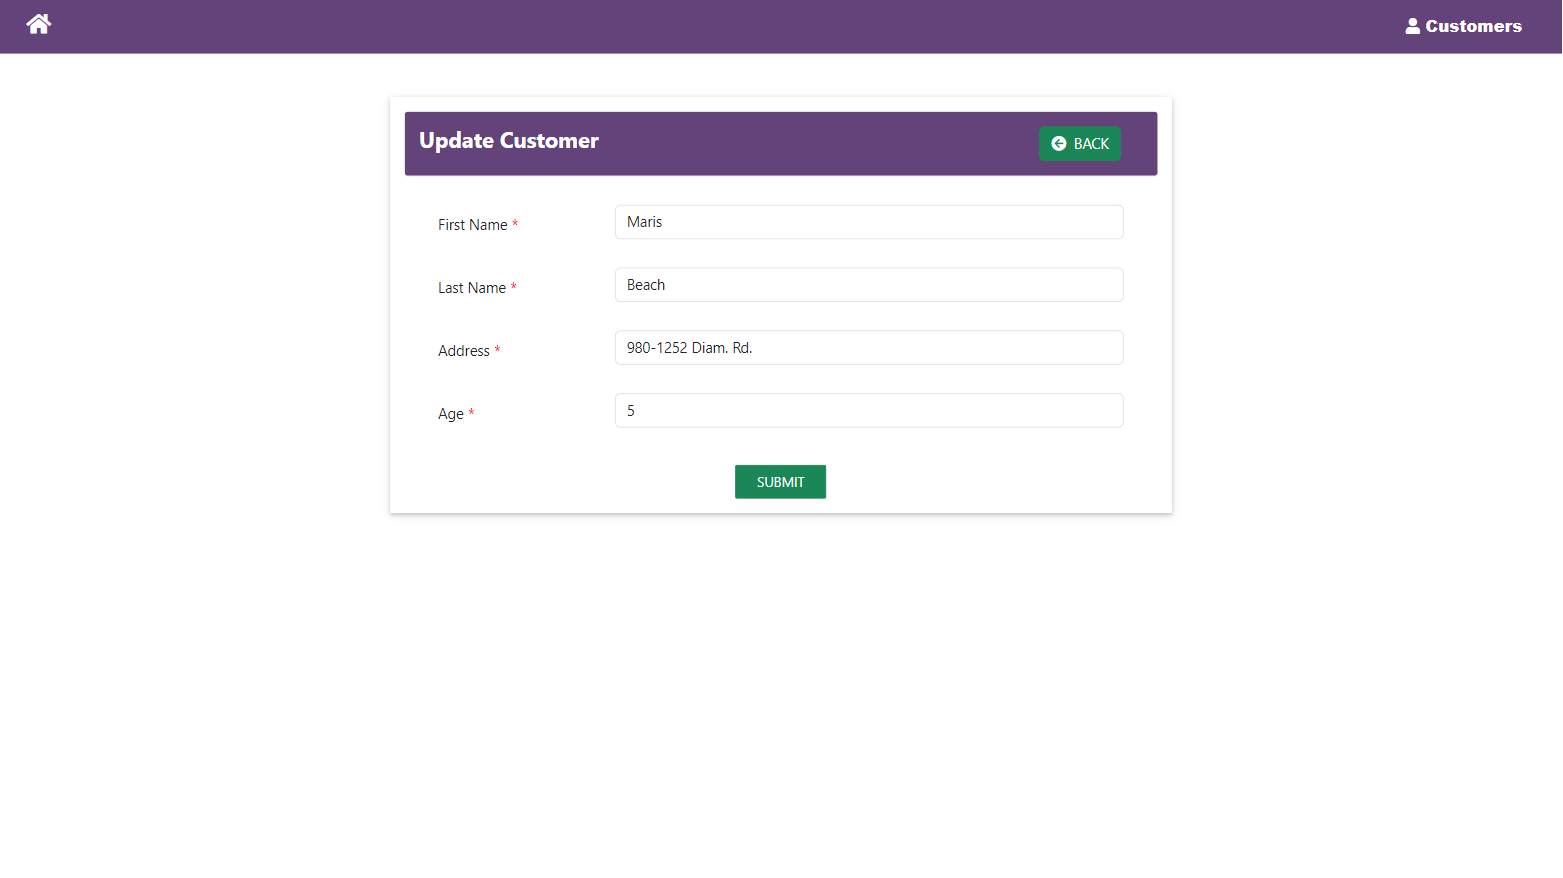 Customers
Update Customer
BACK
First Name *
Maris
Last Name *
Beach
Address *
980-1252 Diam. Rd.
Age *
5
SUBMIT